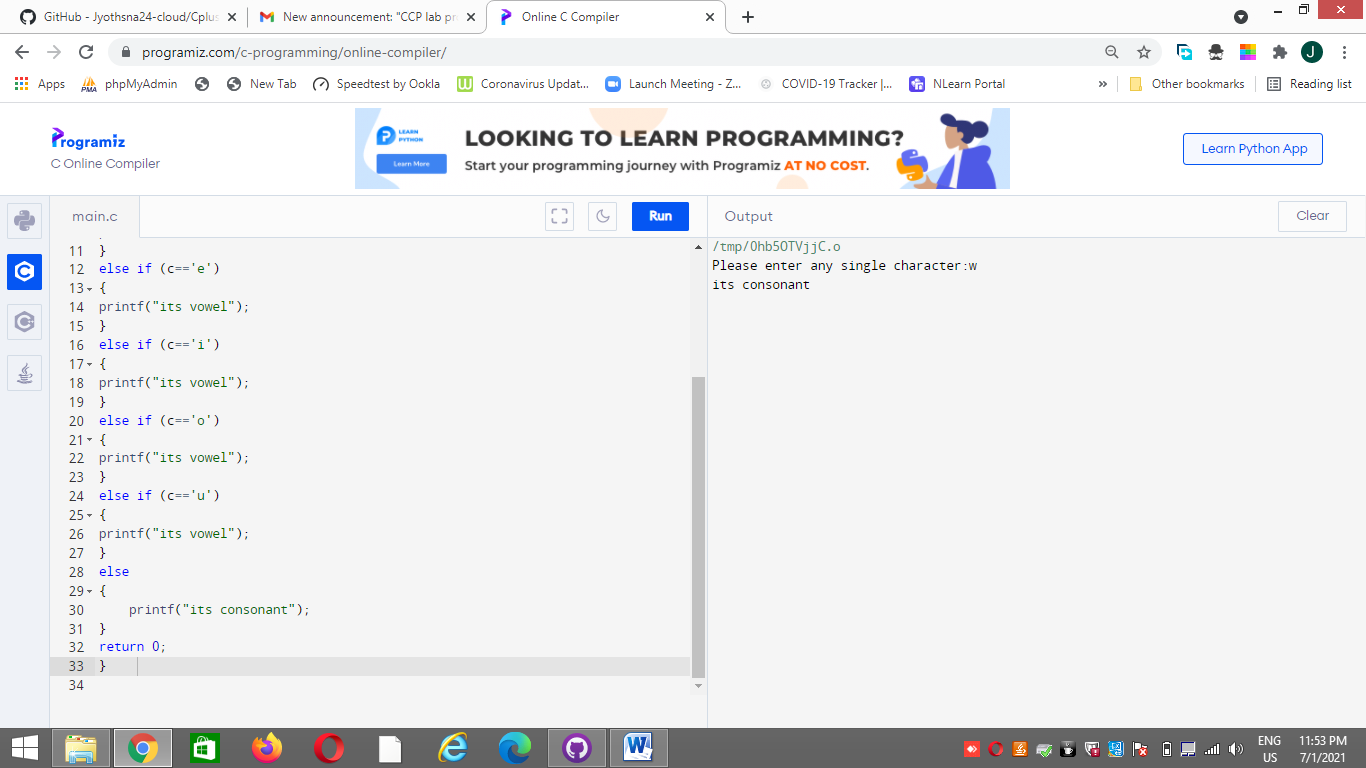 GitHub - Jyothsna24-cloud/Cplus
New announcement: "CCP lab pr
Online C Compiler
programiz.com/c-programming/online-compiler/
J
Apps
phpMyAdmin
New Tab
Speedtest by Ookla
Coronavirus Updat...
Launch Meeting - Z...
COVID-19 Tracker |...
NLearn Portal
»
Other bookmarks
Reading list
Programiz
C Online Compiler
LEARN
PYTHON
Learn More
LOOKING TO LEARN PROGRAMMING?
Start your programming journey with Programiz AT NO COST.
Learn Python App
main.c
Run
Output
Clear
11 }
12 else if (c=='e')
13 {
14 printf("its vowel");
15 }
16 else if (c=='i')
17 {
18 printf("its vowel");
19 }
20 else if (c=='o')
21 {
22 printf("its vowel");
23 }
24 else if (c=='u')
25 {
26 printf("its vowel");
27 }
28 else
29 {
30     printf("its consonant");
31 }
32 return 0;
33 }
34
/tmp/0hb5OTVjjC.o
Please enter any single character:w
its consonant
ENG
US
11:53 PM
7/1/2021